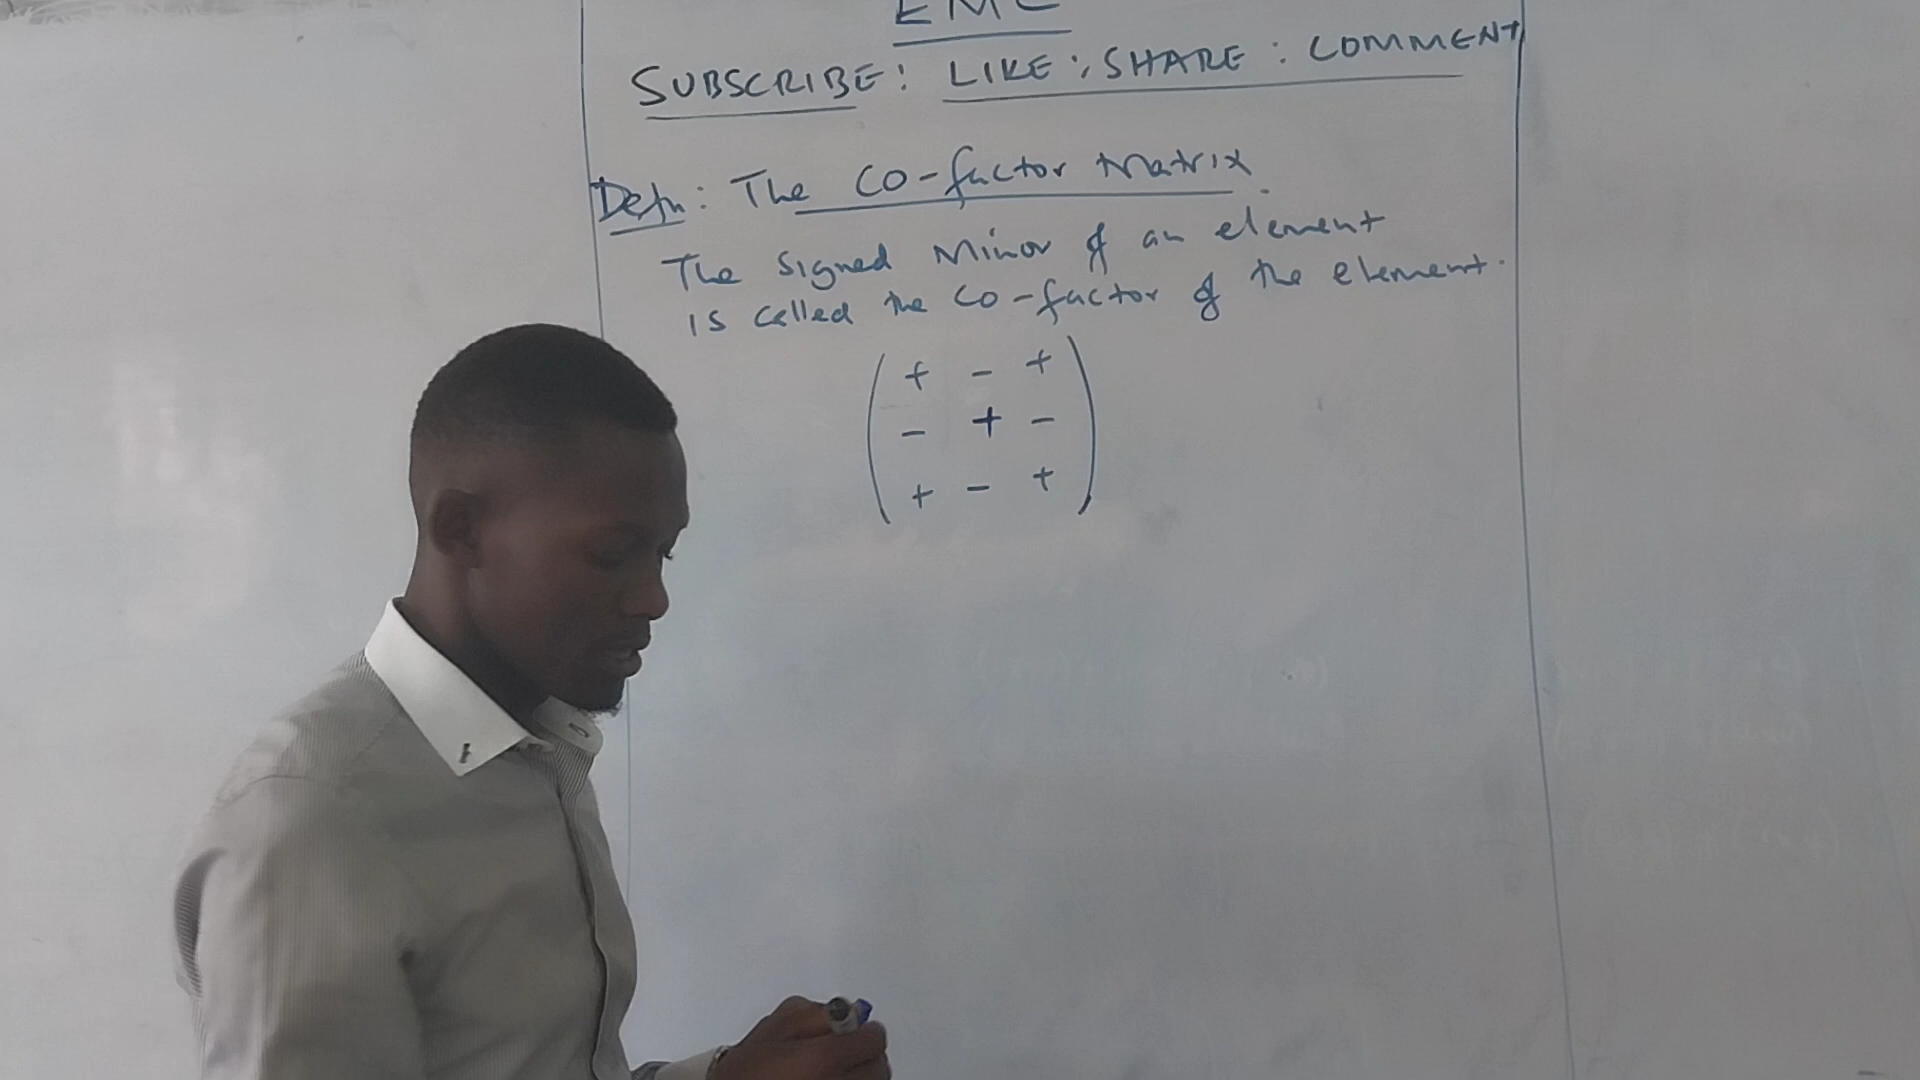 EML
SUBSCRIBE: LIKE; SHARE: COMMENT
Defn: The Co-factor Matrix.
The signed Minor of an element
is called the Co-factor of the element.
+ - +
- + -
+ - +